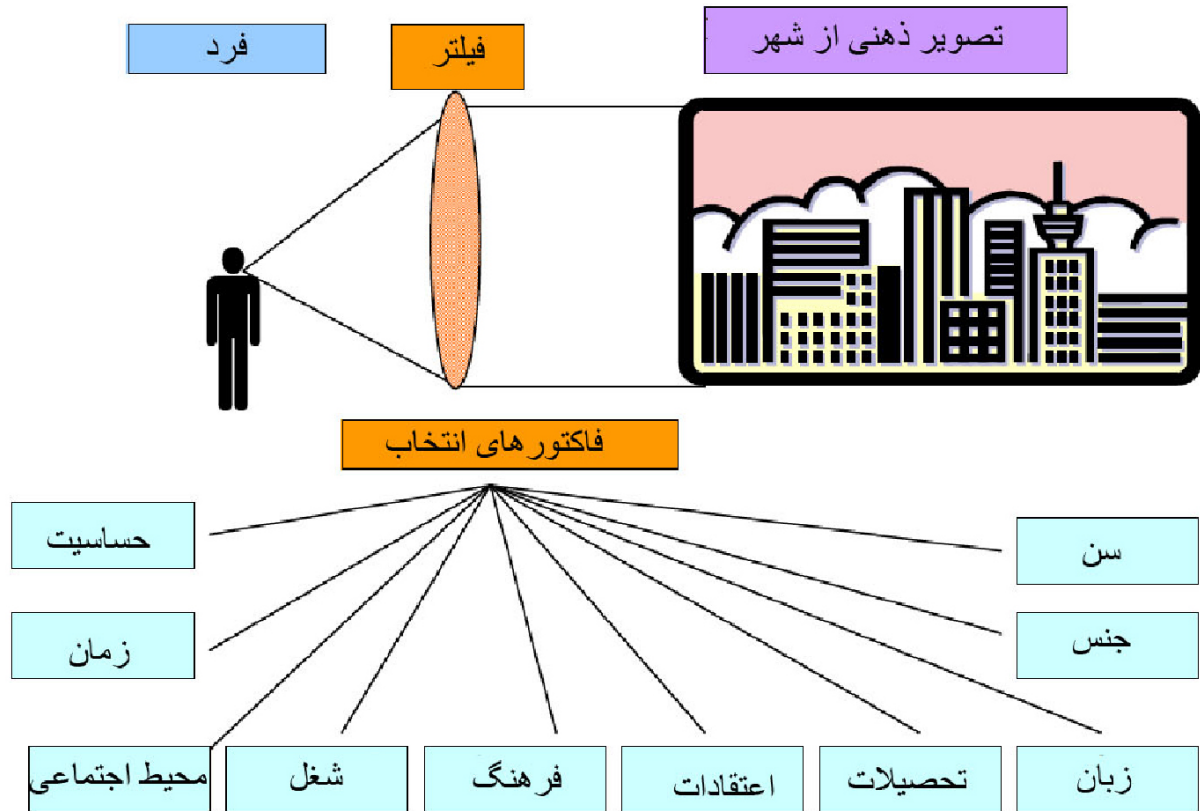 تصویر ذهنی از شهر
فیلتر
فرد
فاکتورهای انتخاب
سن
حساسیت
جنس
زمان
زبان
تحصیلات
اعتقادات
فرهنگ
شغل
محیط اجتماعی